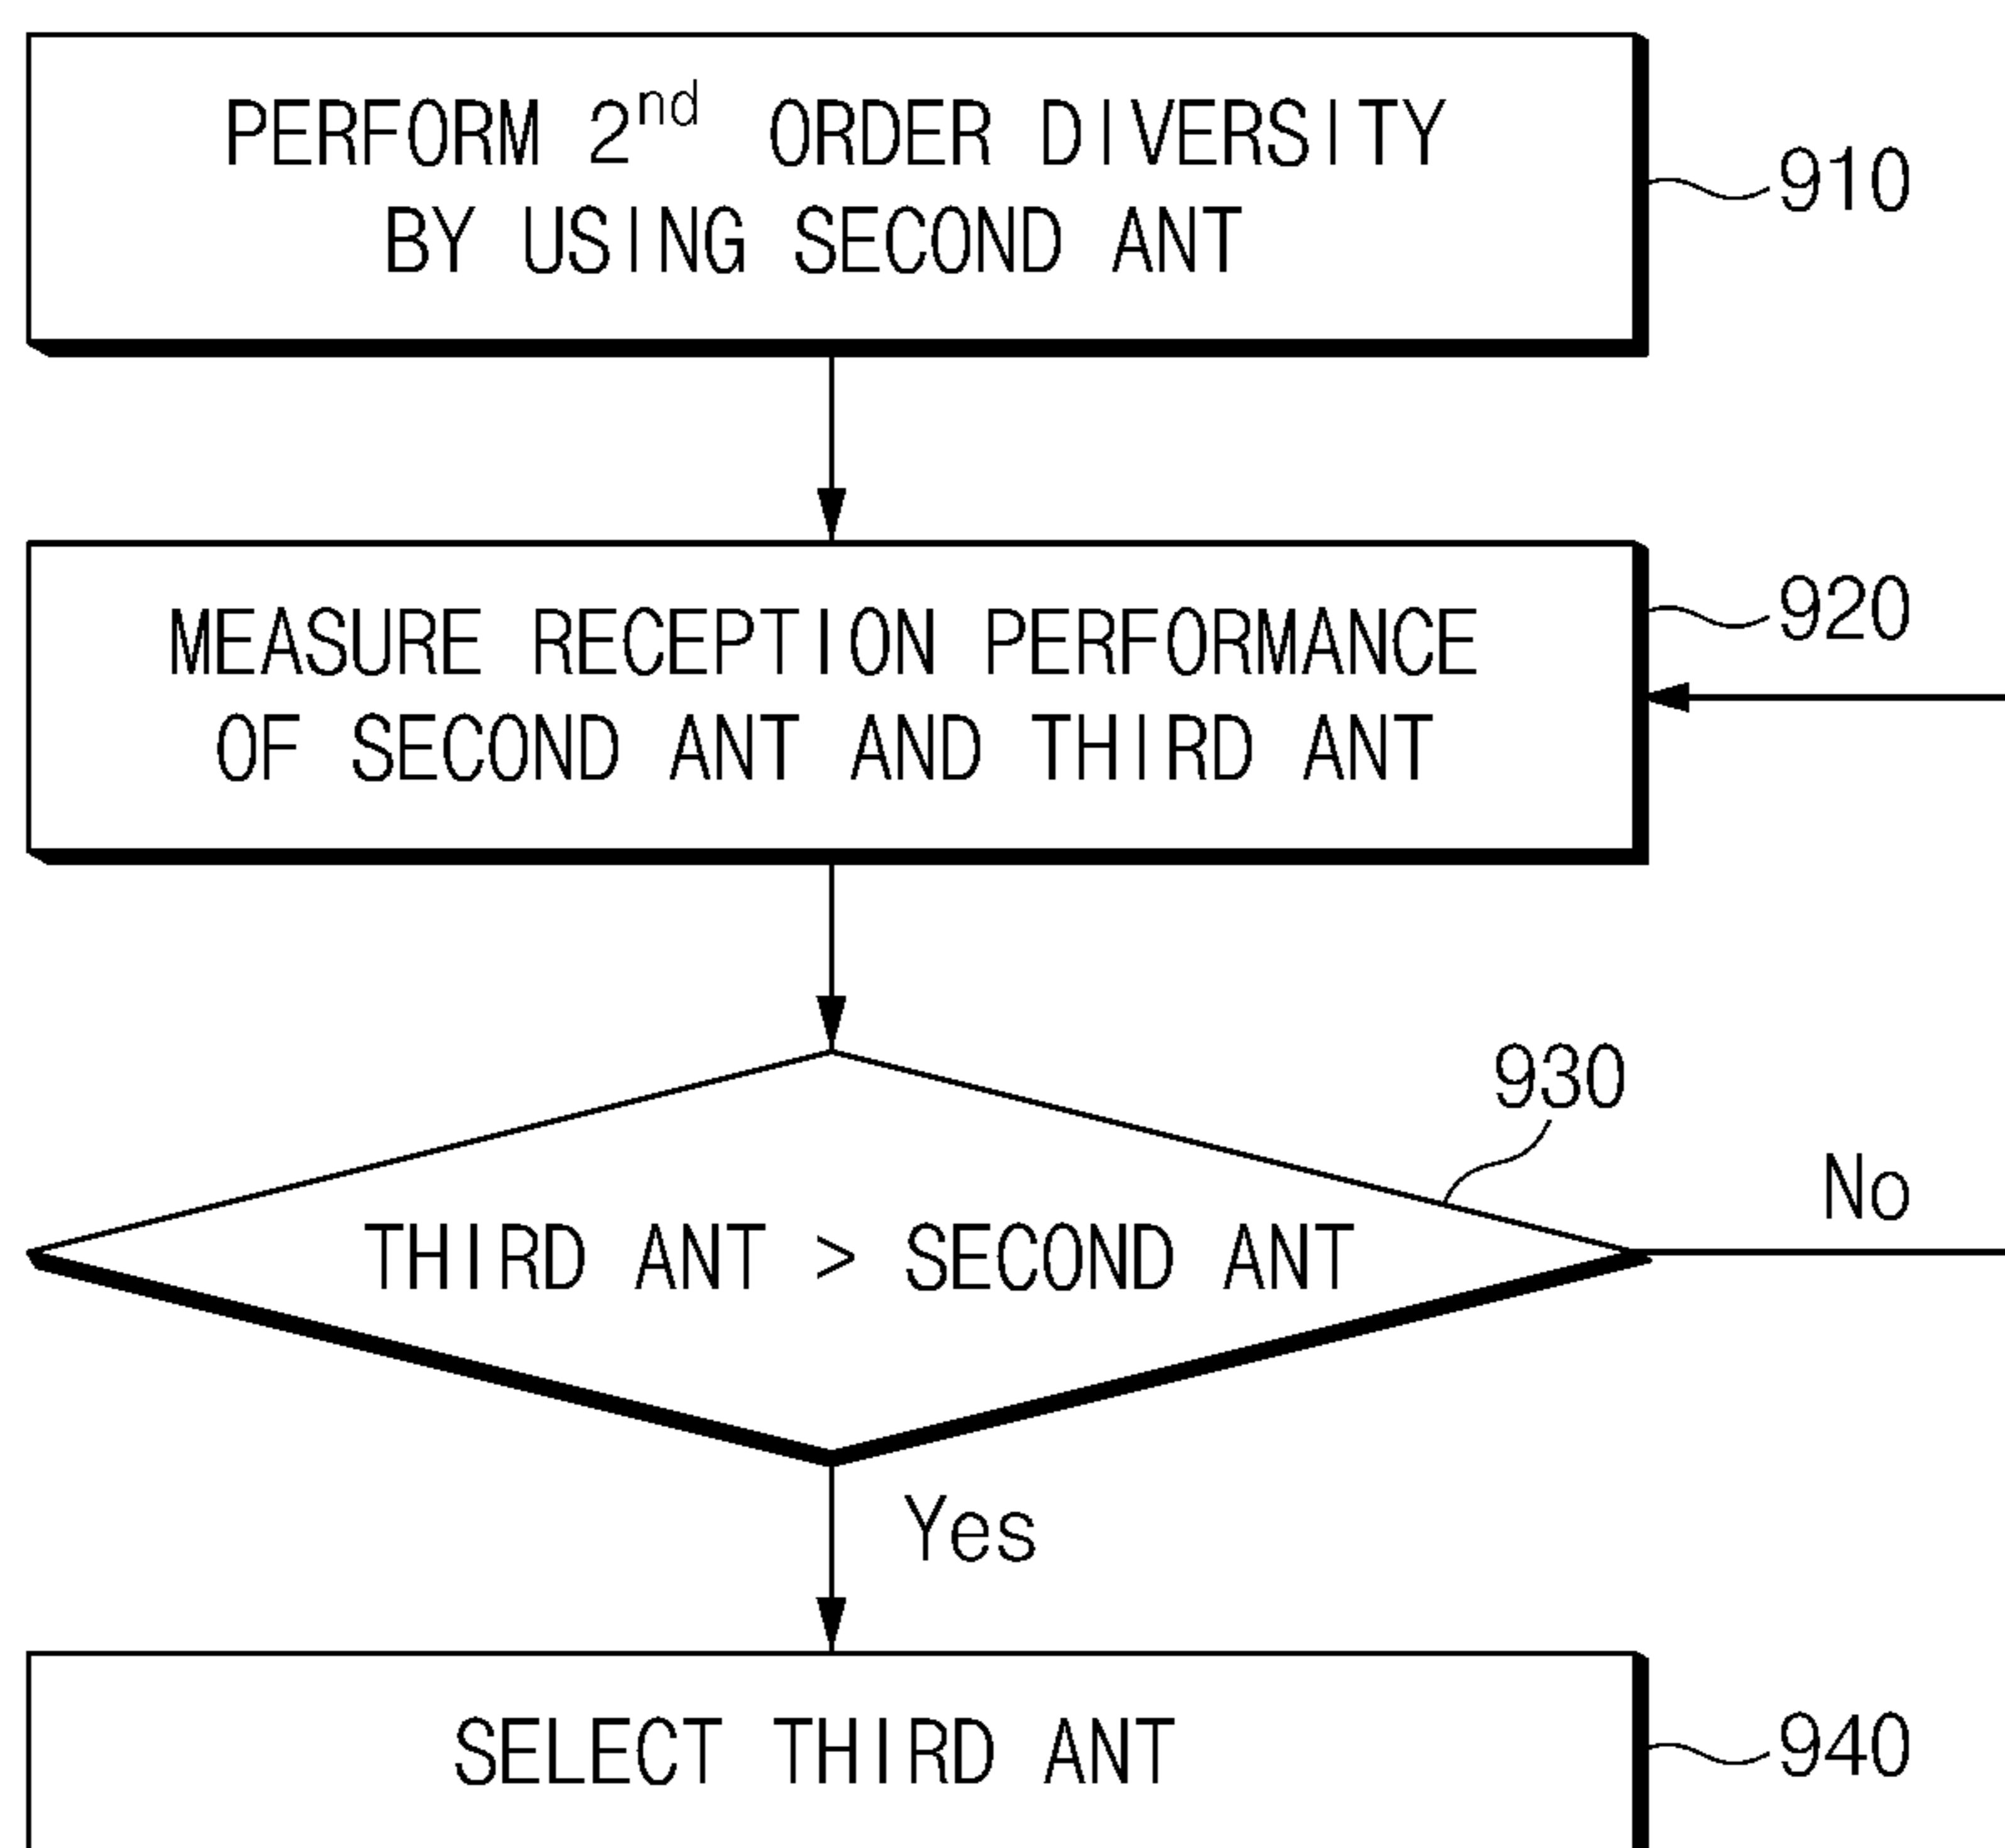 PERFORM 2nd ORDER DIVERSITY
BY USING SECOND ANT
910
MEASURE RECEPTION PERFORMANCE
OF SECOND ANT AND THIRD ANT
920
930
THIRD ANT > SECOND ANT
No
Yes
SELECT THIRD ANT
940